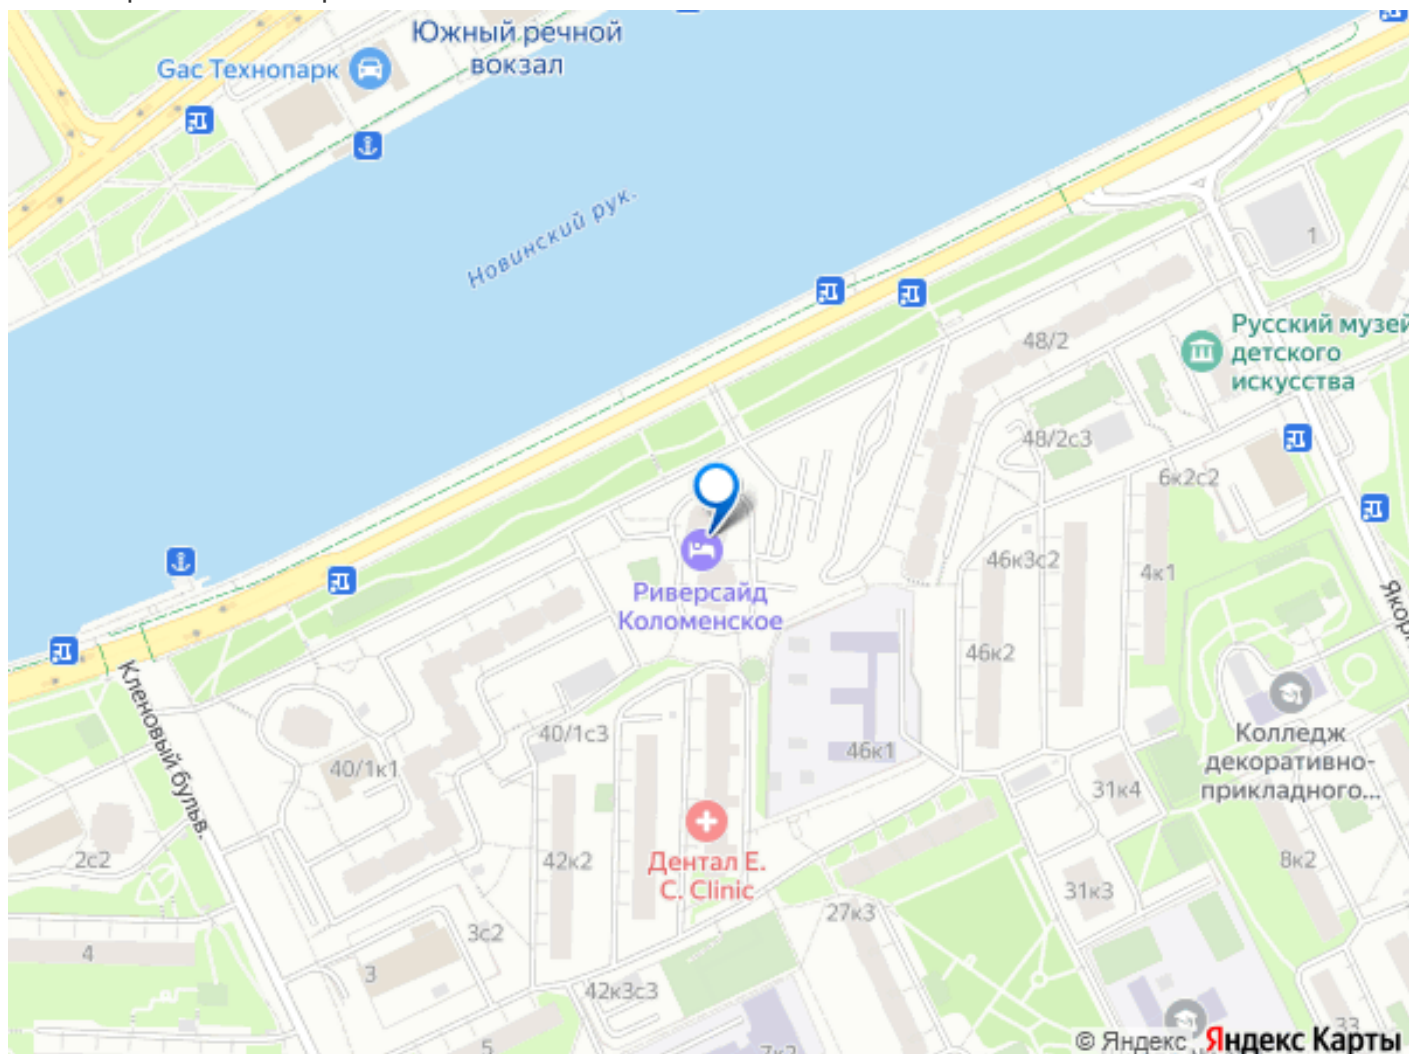 Южный речной
вокзал
Gac Технопарк
Новинский рук.
1
Русский музей
детского
искусства
48/2
48/2с3
6к2с2
46к3с2
4к1
Риверсайд
Коломенское
46к2
Кленовый бульв.
Колледж
декоративно-
прикладного...
40/1с3
46к1
40/1к1
31к4
2с2
42к2
Дентал Е.
С. Clinic
8к2
31к3
27к3
3с2
4
3
42к3с3
33
5
7к2
© Яндекс Яндекс Карты